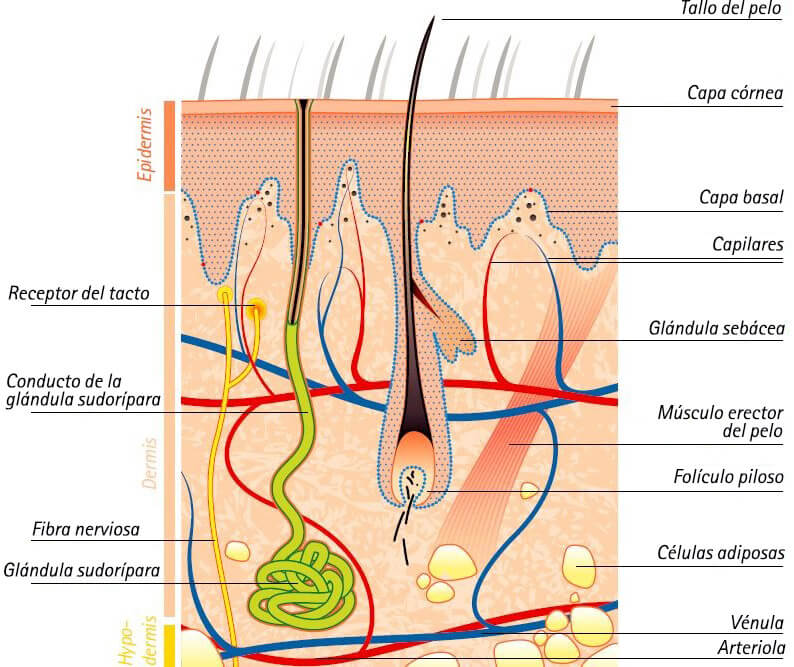 Tallo del pelo
Capa córnea
Epidermis
Capa basal
Capilares
Receptor del tacto
Glándula sebácea
Conducto de la
glándula sudorípara
Músculo erector
del pelo
Dermis
Folículo piloso
Fibra nerviosa
Células adiposas
Glándula sudorípara
Vénula
Hypo-
dermis
Arteriola